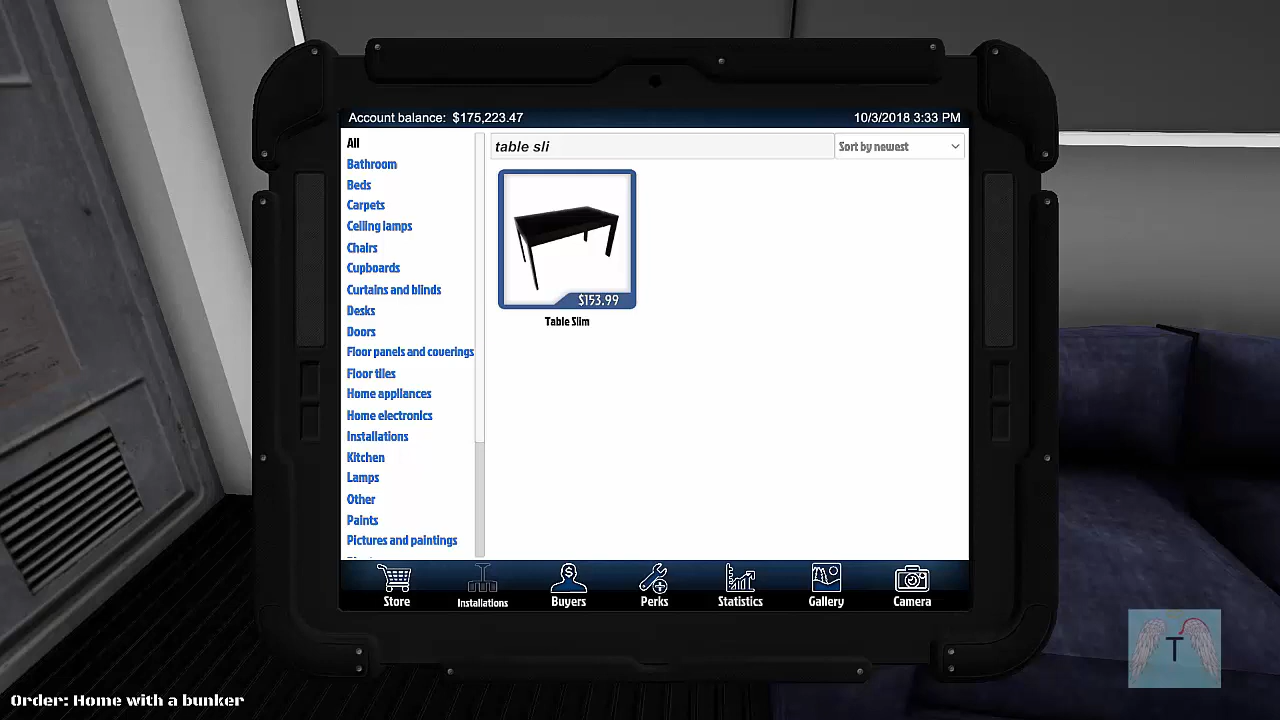 Account balance: $175,223.47
10/3/2018 3:33 PM
All
Bathroom
Beds
Carpets
Ceiling lamps
Chairs
Cupboards
Curtains and blinds
Desks
Doors
Floor panels and coverings
Floor tiles
Home appliances
Home electronics
Installations
Kitchen
Lamps
Other
Paints
Pictures and paintings
table sli
Sort by newest
$153.99
Table Slim
Store
Installations
Buyers
Perks
Statistics
Gallery
Camera
T
Order: Home with a bunker